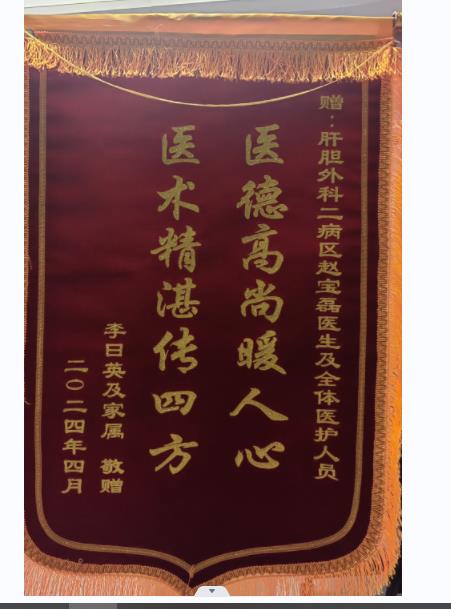 赠：肝胆外科二病区赵宝磊医生及全体医护人员
医德高尚暖人心
医术精湛传四方
李日英及家属 敬赠
二〇二四年四月